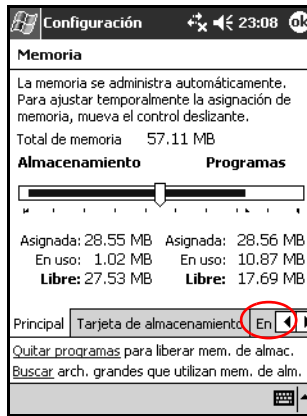 Configuración 23:08 ok
Memoria
La memoria se administra automáticamente.
Para ajustar temporalmente la asignación de
memoria, mueva el control deslizante.
Total de memoria 57.11 MB
Almacenamiento Programas
Asignada: 28.55 MB Asignada: 28.56 MB
En uso: 1.02 MB En uso: 10.87 MB
Libre: 27.53 MB Libre: 17.69 MB
Principal Tarjeta de almacenamiento En
Quitar programas para liberar mem. de almac.
Buscar arch. grandes que utilizan mem. de alm.